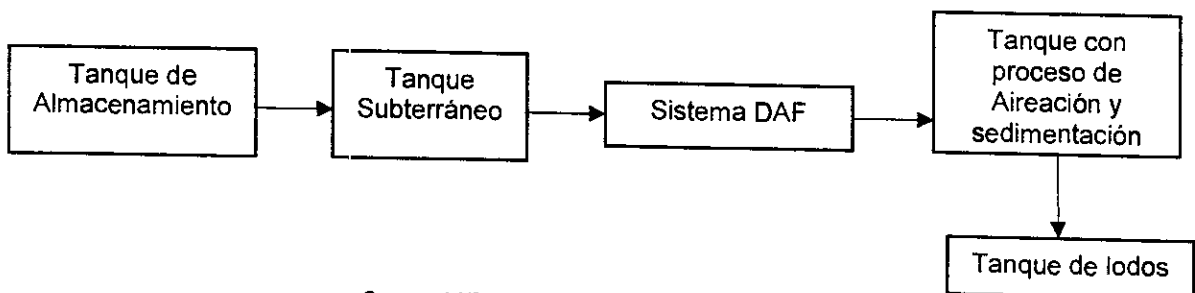 Tanque de
Almacenamiento
Tanque
Subterráneo
Sistema DAF
Tanque con
proceso de
Aireación y
sedimentación
Tanque de lodos